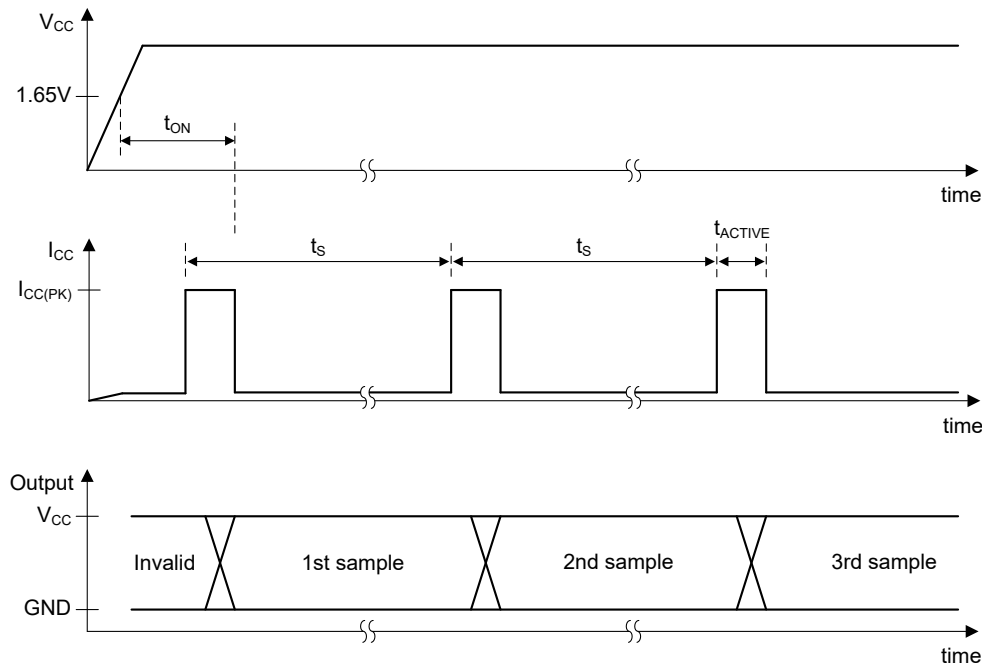 VCC
1.65V
tON
time
ICC
tS
tS
tACTIVE
ICC(PK)
time
Output
VCC
Invalid
1st sample
2nd sample
3rd sample
GND
time